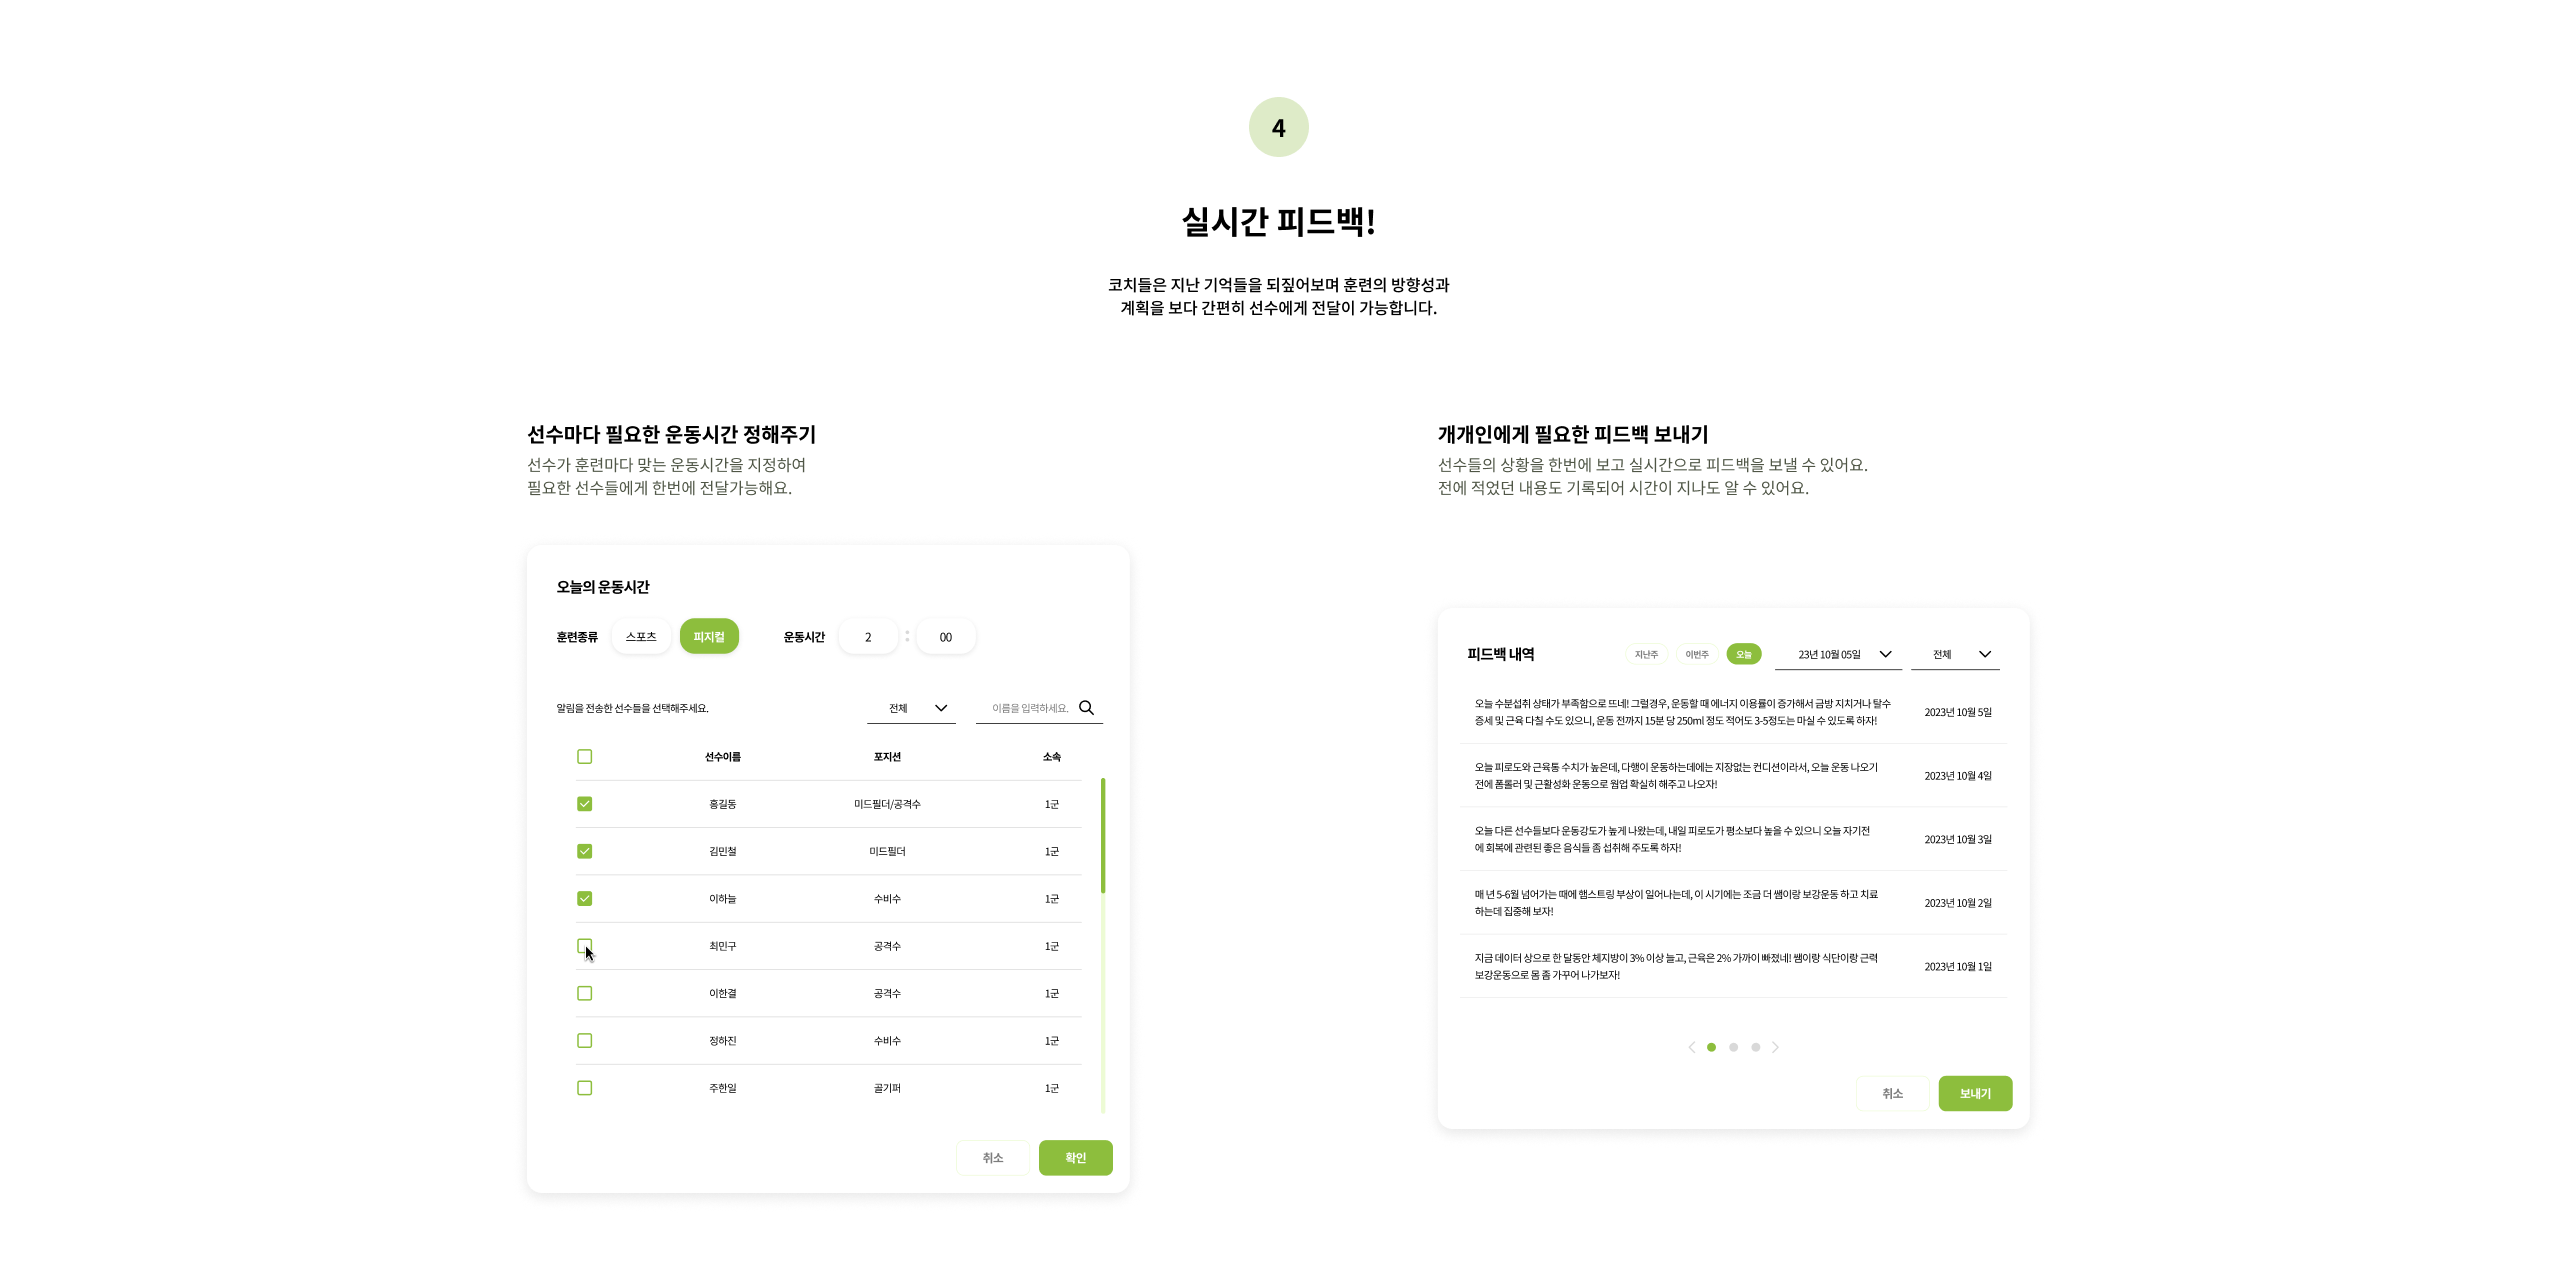 4
실시간 피드백!
코치들은 지난 기억들을 되짚어보며 훈련의 방향성과
계획을 보다 간편히 선수에게 전달이 가능합니다.
선수마다 필요한 운동시간 정해주기
선수가 훈련마다 맞는 운동시간을 지정하여
필요한 선수들에게 한번에 전달가능해요.
오늘의 운동시간
훈련종류 스포츠 피지컬 운동시간 2 : 00
알림을 전송한 선수들을 선택해주세요. 전체 이름을 입력하세요.
선수이름 포지션 소속
홍길동 미드필더/공격수 1군
김민철 미드필더 1군
이하늘 수비수 1군
최민구 공격수 1군
이한결 공격수 1군
정하진 수비수 1군
주한일 골기퍼 1군
취소 확인
개개인에게 필요한 피드백 보내기
선수들의 상황을 한번에 보고 실시간으로 피드백을 보낼 수 있어요.
전에 적었던 내용도 기록되어 시간이 지나도 알 수 있어요.
피드백 내역 지난주 이번주 오늘 23년 10월 05일 전체
오늘 수분섭취 상태가 부족함으로 뜨네! 그럴경우, 운동할 때 에너지 이용률이 증가해서 금방 지치거나 탈수
증세 및 근육 다칠 수도 있으니, 운동 전까지 15분 당 250ml 정도 적어도 3-5정도는 마실 수 있도록 하자!
2023년 10월 5일
오늘 피로도와 근육통 수치가 높은데, 다행이 운동하는데에는 지장없는 컨디션이라서, 오늘 운동 나오기
전에 폼롤러 및 근활성화 운동으로 웜업 확실히 해주고 나오자!
2023년 10월 4일
오늘 다른 선수들보다 운동강도가 높게 나왔는데, 내일 피로도가 평소보다 높을 수 있으니 오늘 자기전
에 회복에 관련된 좋은 음식들 좀 섭취해 주도록 하자!
2023년 10월 3일
매 년 5-6월 넘어가는 때에 햄스트링 부상이 일어나는데, 이 시기에는 조금 더 쌤이랑 보강운동 하고 치료
하는데 집중해 보자!
2023년 10월 2일
지금 데이터 상으로 한 달동안 체지방이 3% 이상 늘고, 근육은 2% 가까이 빠졌네! 쌤이랑 식단이랑 근력
보강운동으로 몸 좀 가꾸어 나가보자!
2023년 10월 1일
취소 보내기